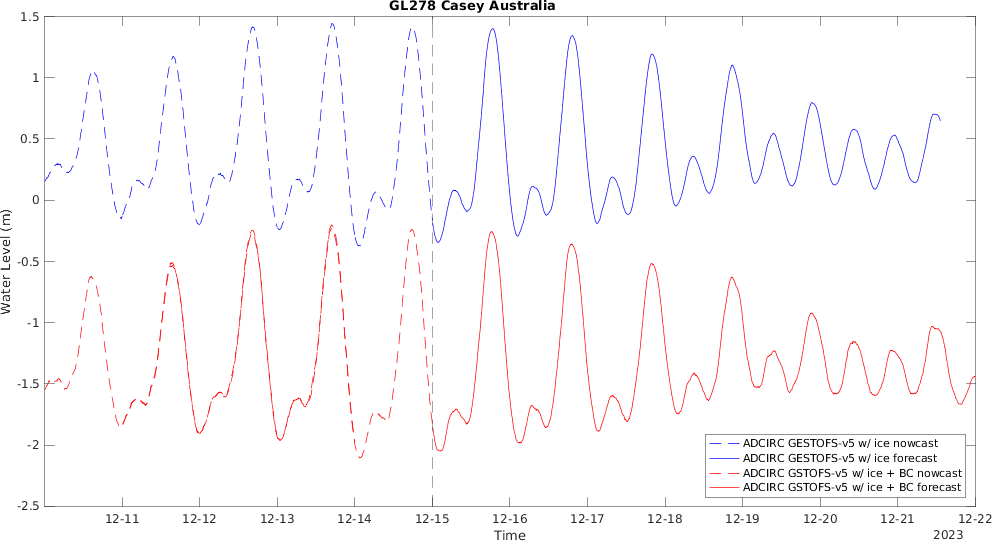 GL278 Casey Australia
1.5
1
0.5
0
-0.5
-1
-1.5
-2
-2.5
Water Level (m)
ADCIRC GESTOFS-v5 w/ ice nowcast
ADCIRC GESTOFS-v5 w/ ice forecast
ADCIRC GSTOFS-v5 w/ ice + BC nowcast
ADCIRC GSTOFS-v5 w/ ice + BC forecast
12-11 12-12 12-13 12-14 12-15 12-16 12-17 12-18 12-19 12-20 12-21 12-22
Time
2023